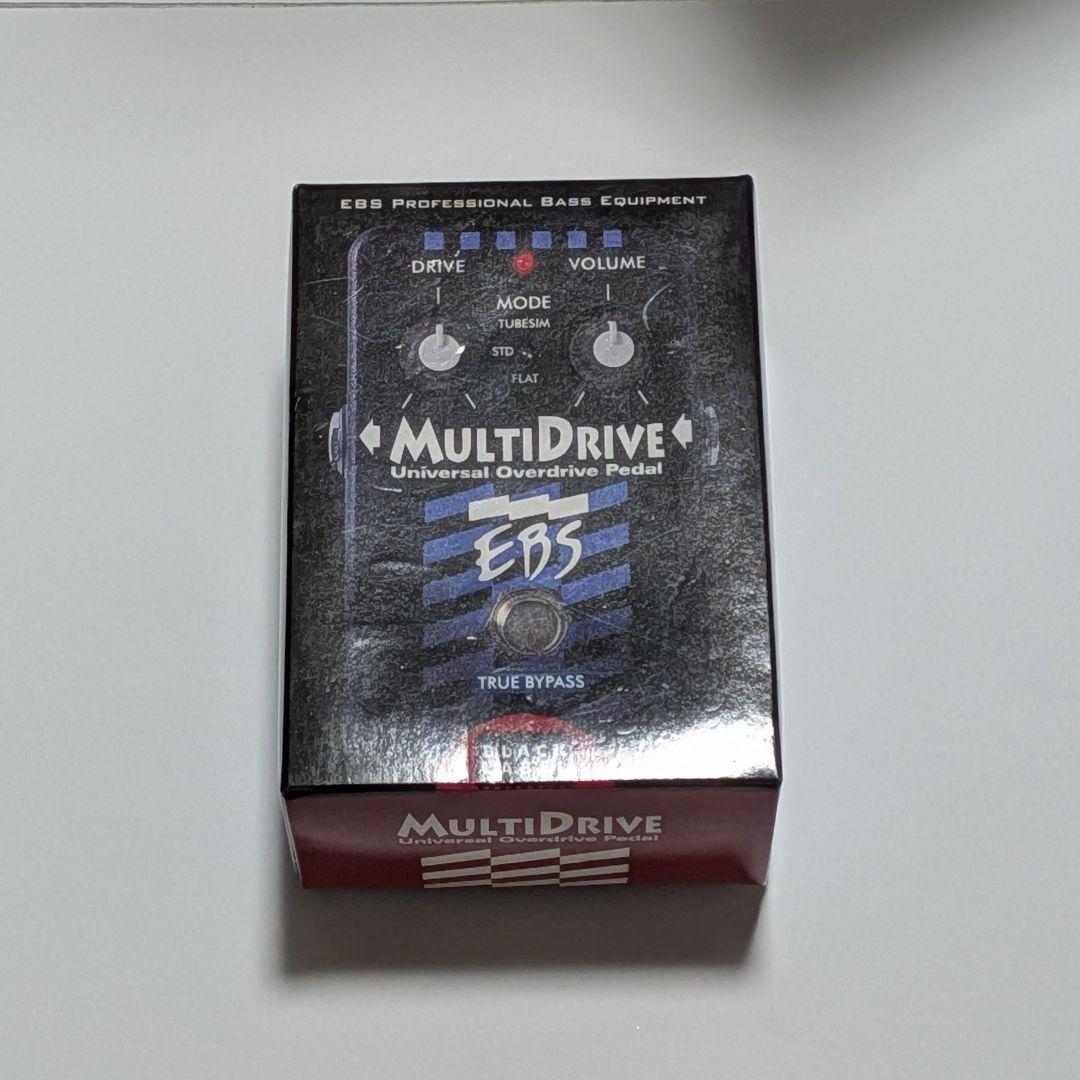 EBS Professional Bass Equipment
DRIVE VOLUME
MODE
TUBESIM
STD
FLAT
MULTIDRIVE
Universal Overdrive Pedal
EBS
TRUE BYPASS
BLACK
MULTIDRIVE
Universal Overdrive Pedal